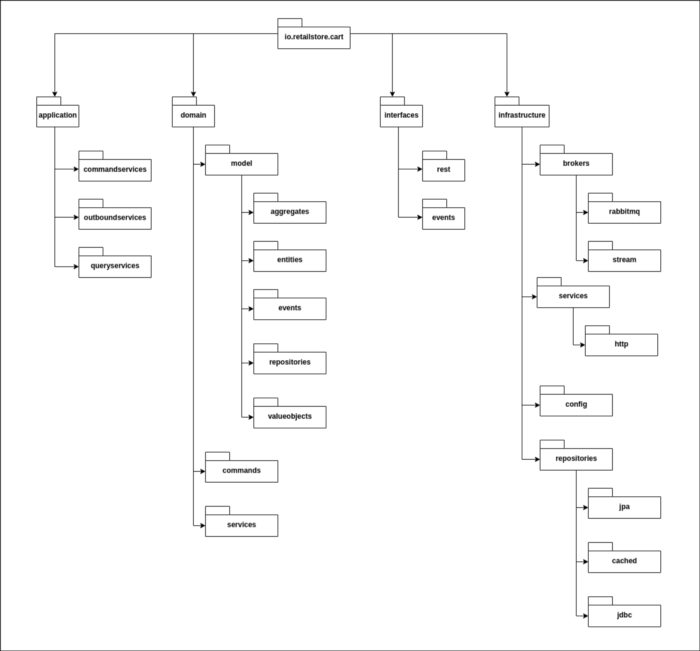 io.retailstore.cart
application
commandservices
outboundservices
queryservices
domain
model
aggregates
entities
events
repositories
valueobjects
commands
services
interfaces
rest
events
infrastructure
brokers
rabbitmq
stream
services
http
config
repositories
jpa
cached
jdbc